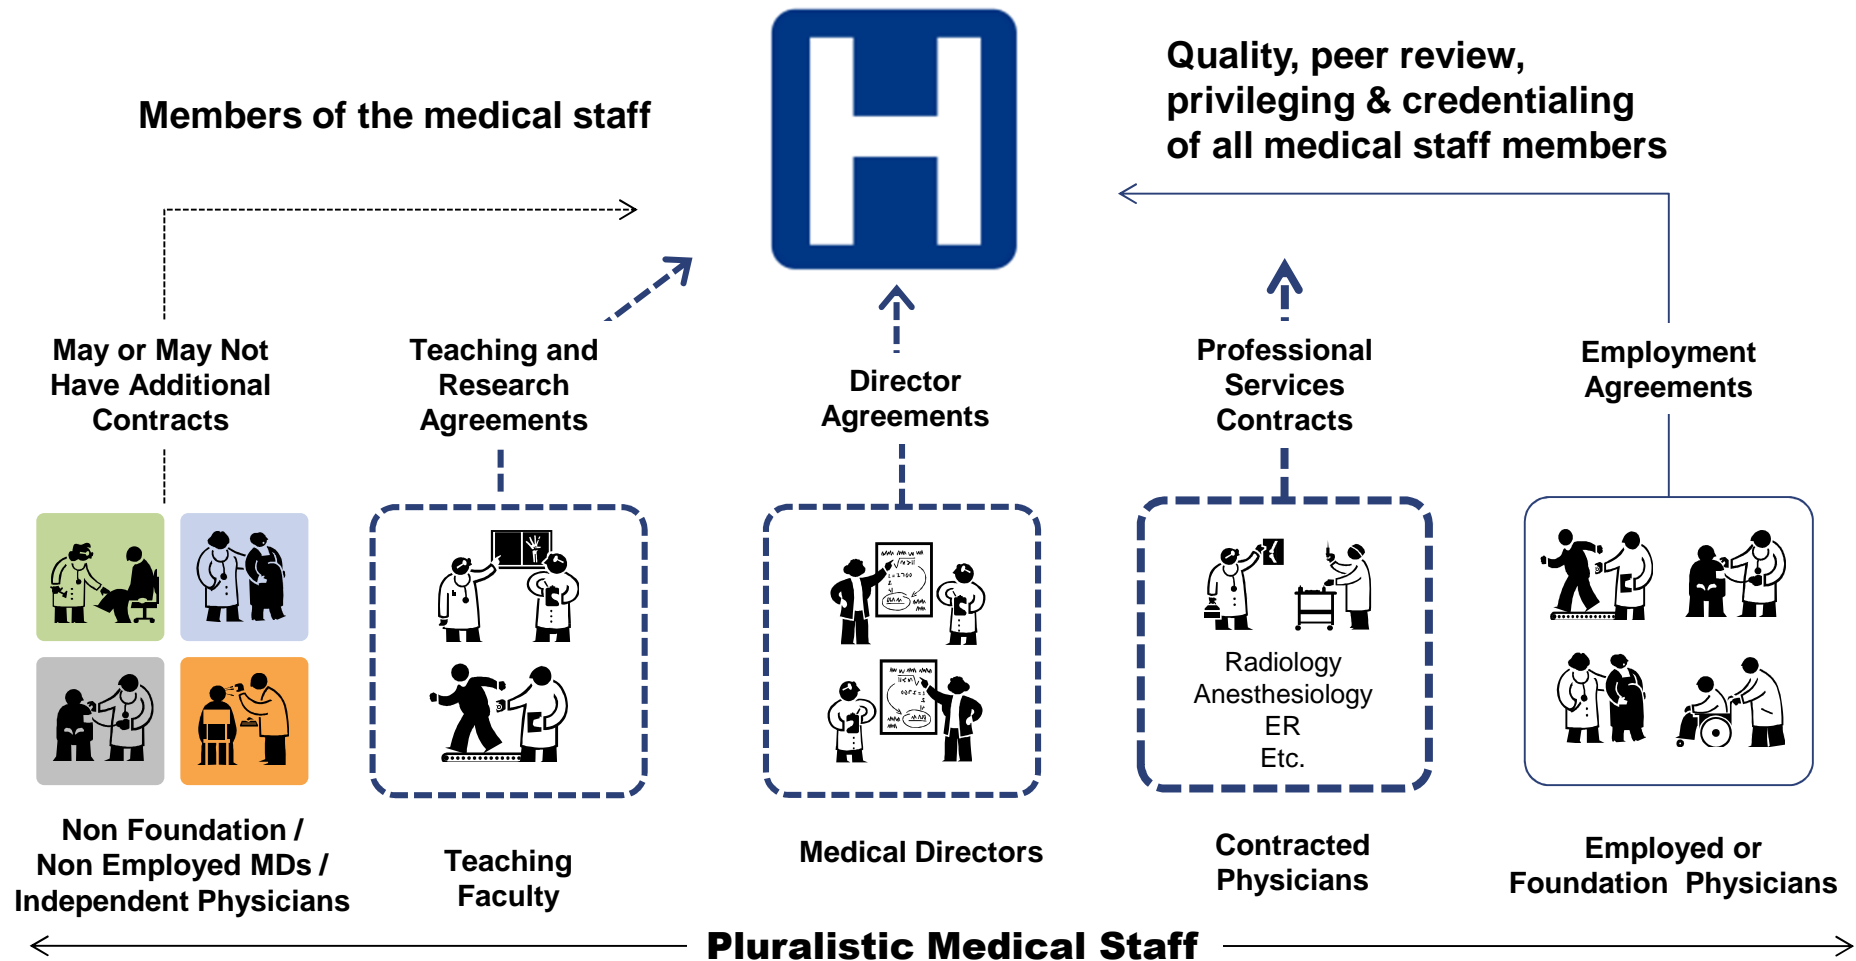 H
Members of the medical staff
Quality, peer review,
privileging & credentialing
of all medical staff members
May or May Not
Have Additional
Contracts
Teaching and
Research
Agreements
Director
Agreements
Professional
Services
Contracts
Employment
Agreements
Radiology
Anesthesiology
ER
Etc.
Non Foundation /
Non Employed MDs /
Independent Physicians
Teaching
Faculty
Medical Directors
Contracted
Physicians
Employed or
Foundation Physicians
Pluralistic Medical Staff